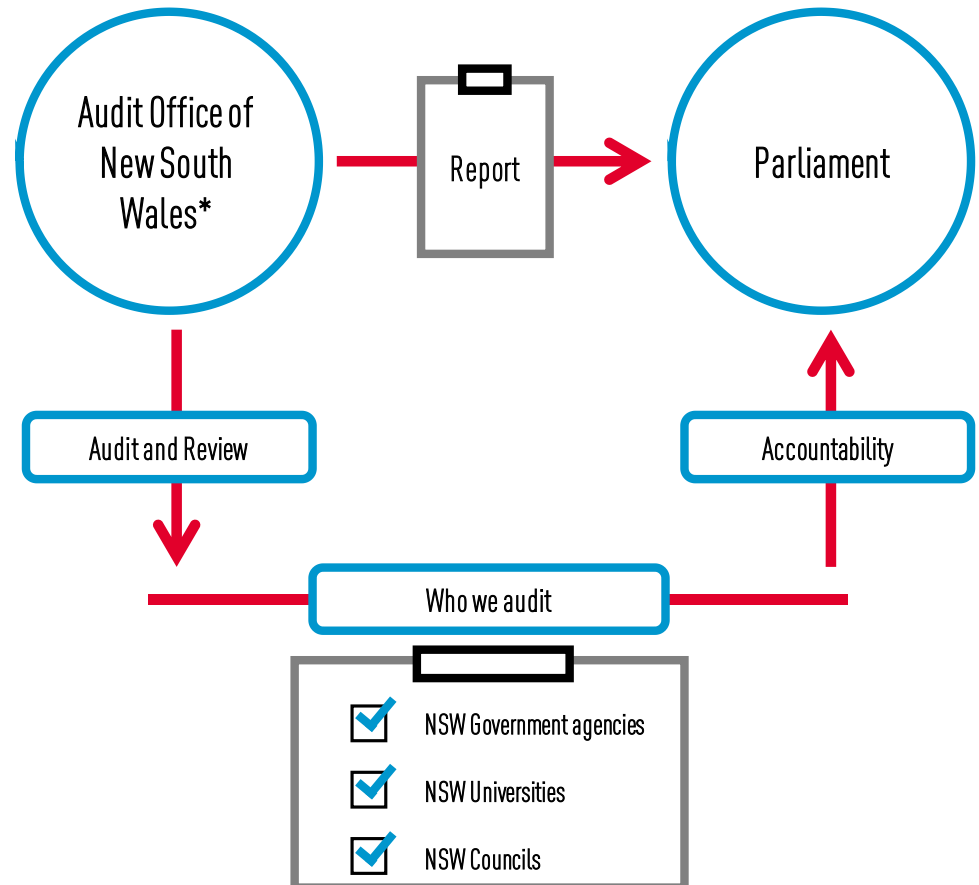 Audit Office of
New South
Wales*
Report
Parliament
Audit and Review
Accountability
Who we audit
NSW Government agencies
NSW Universities
NSW Councils